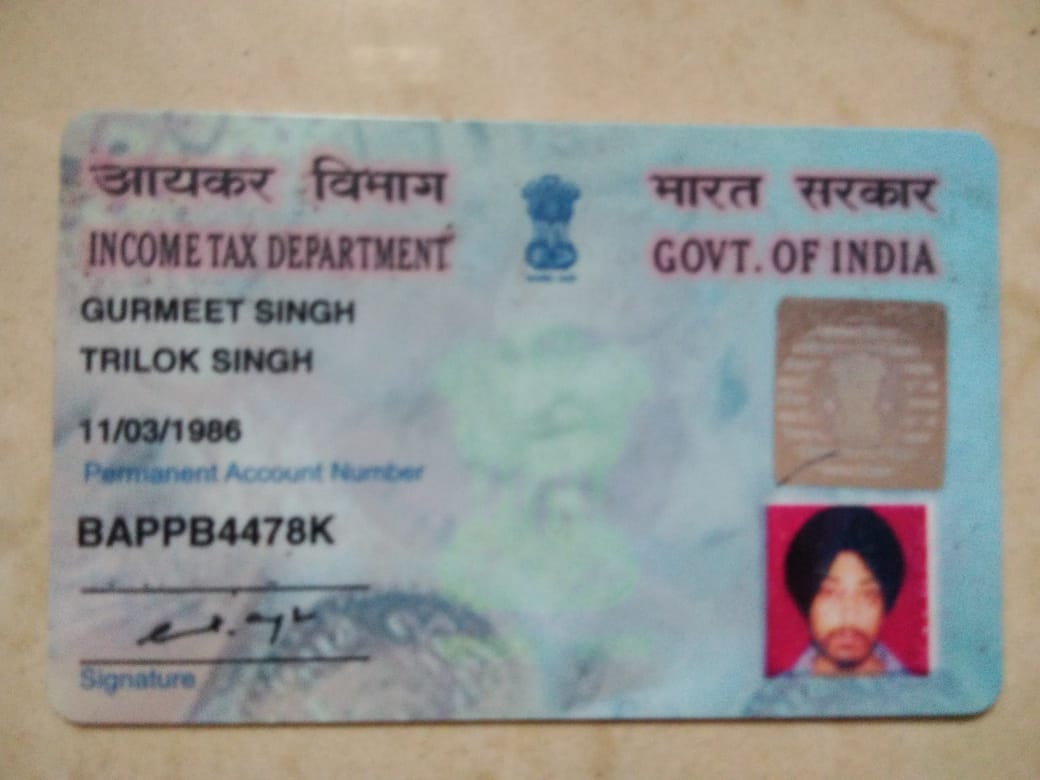 आयकर विभाग
भारत सरकार
INCOME TAX DEPARTMENT
GOVT. OF INDIA
GURMEET SINGH
TRILOK SINGH
11/03/1986
Permanent Account Number
BAPPB4478K
Signature